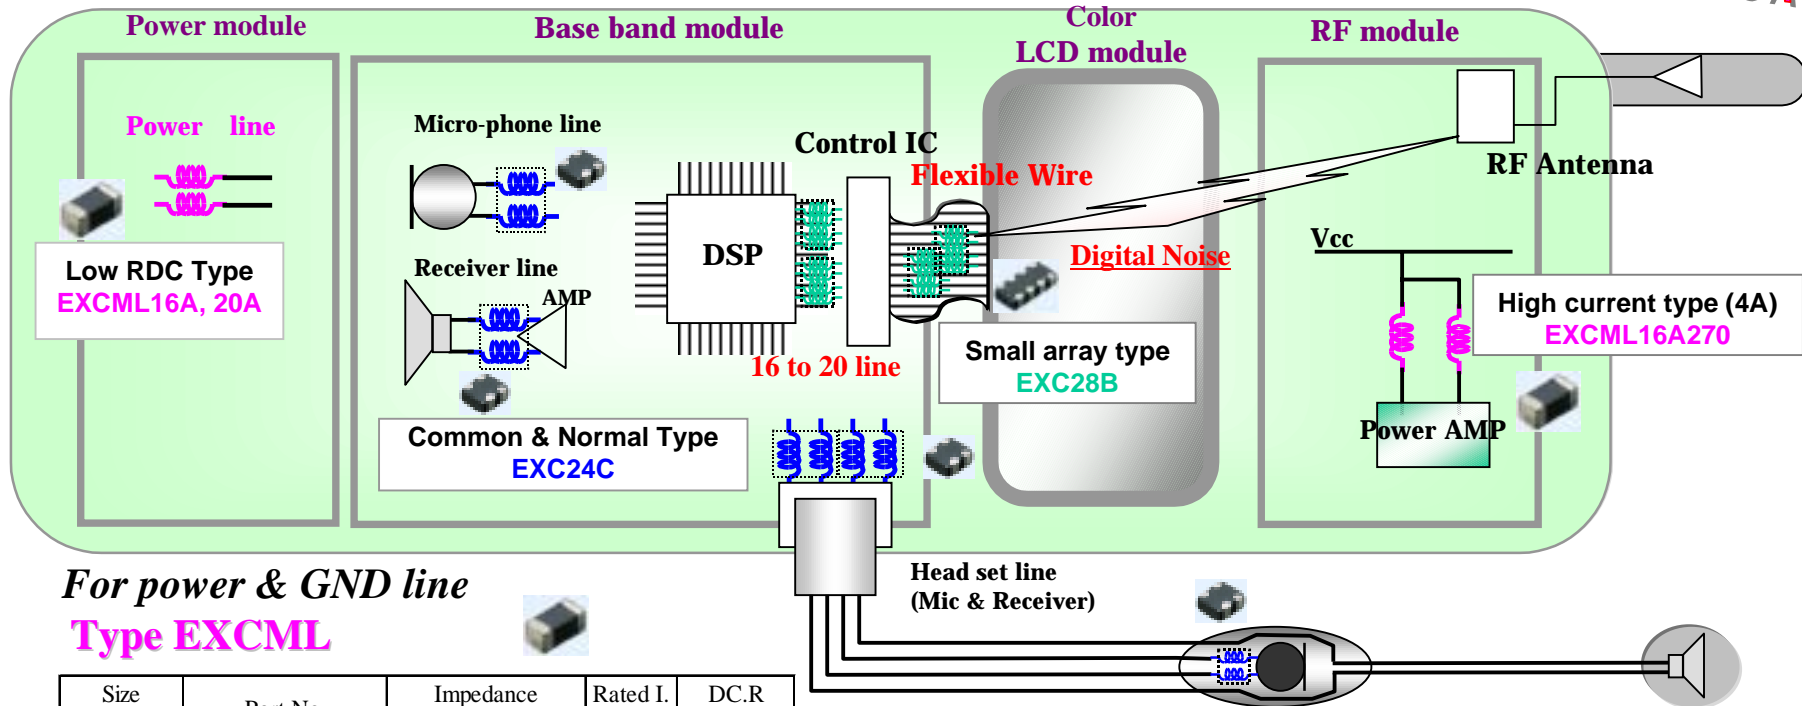 Power module
Base band module
Color
LCD module
RF module
Power line
Micro-phone line
Control IC
Flexible Wire
RF Antenna
DSP
Digital Noise
Vcc
Low RDC Type
EXCML16A, 20A
Receiver line
AMP
High current type (4A)
EXCML16A270
16 to 20 line
Small array type
EXC28B
Common & Normal Type
EXC24C
Power AMP
For power & GND line
Type EXCML
Head set line
(Mic & Receiver)
Size
Impedance
Rated I.
DC.R